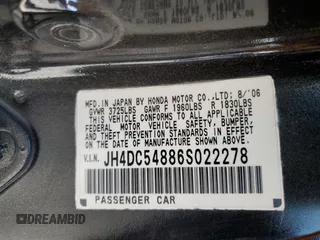 MFD. IN JAPAN BY HONDA MOTOR CO., LTD. 8/'06
GVWR 3725LBS GAWR F 1960LBS R 1830LBS
THIS VEHICLE CONFORMS TO ALL APPLICABLE
FEDERAL MOTOR VEHICLE SAFETY, BUMPER,
AND THEFT PREVENTION STANDARDS IN EFFECT
ON THE DATE OF MANUFACTURE SHOWN ABOVE.
V.I.N. JH4DC54886S022278
PASSENGER CAR
DREAMBID